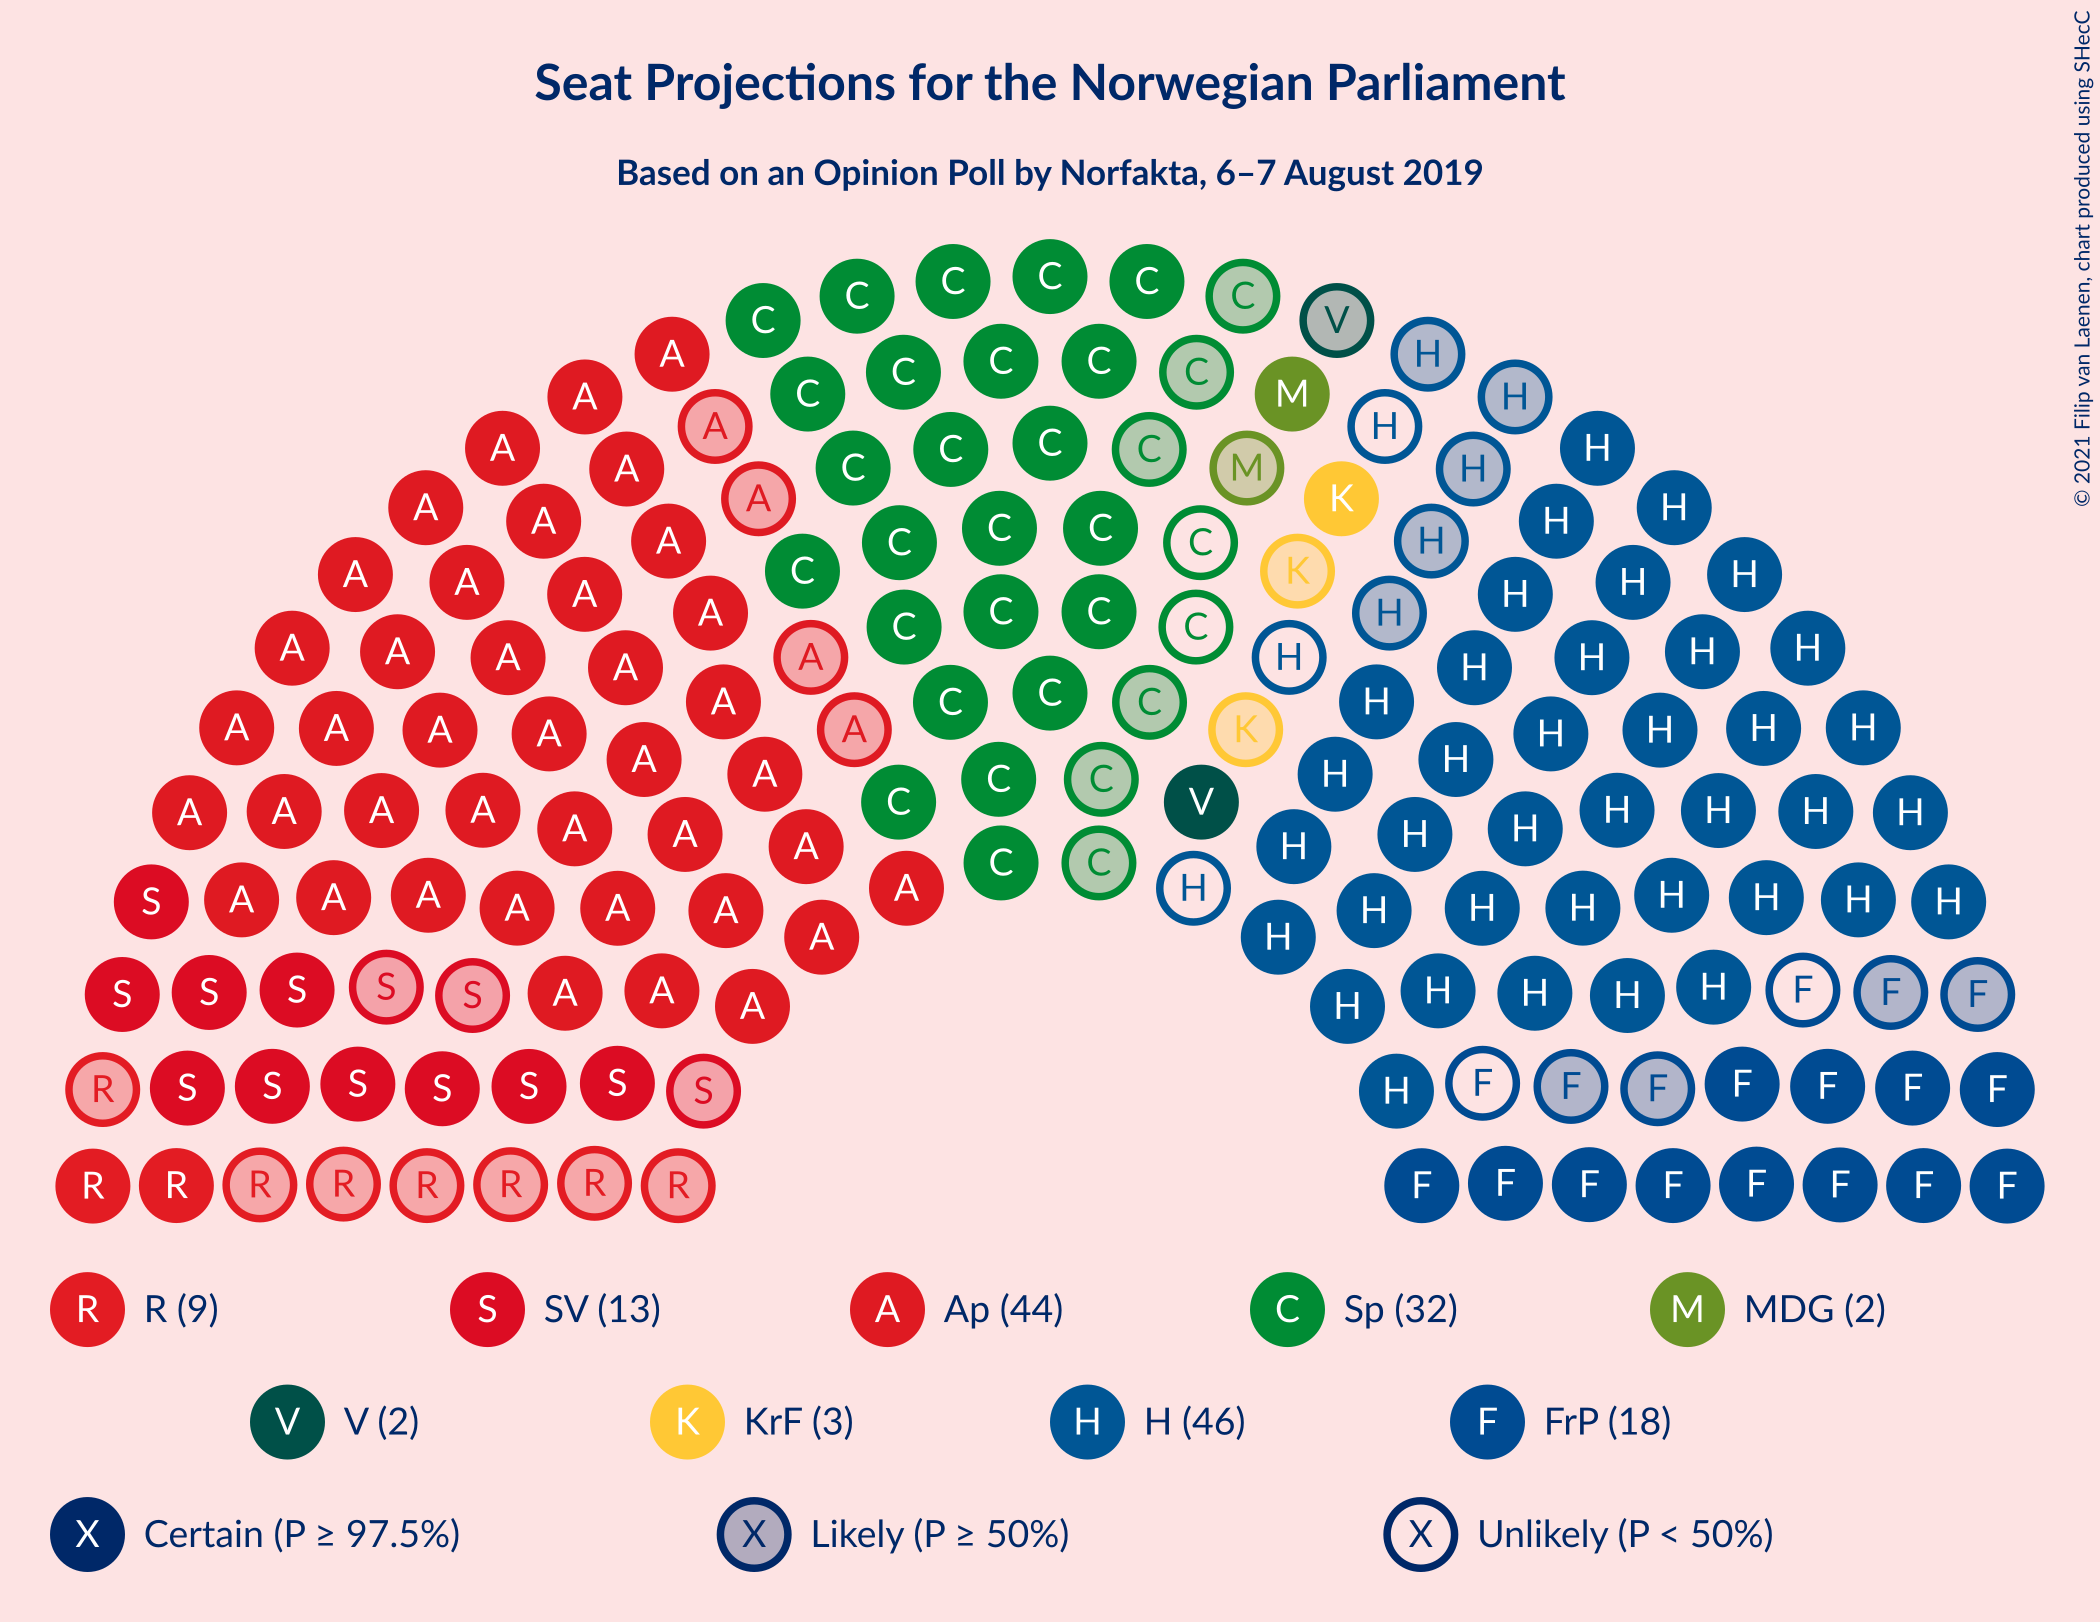 Seat Projections for the Norwegian Parliament
Based on an Opinion Poll by Norfakta, 6–7 August 2019
© 2021 Filip van Laenen, chart produced using SHecC
C C C C C C V
A C C C C C M H H
A A C C C C M H H H
A A A C C C C K H H H
A A A A C C C C K H H H
A A A A A C C C H H H H
A A A A A A C C K H H H H
A A A A A A A C C C V H H H H H H
A A A A A A A A C C H H H H H H H
S A A A A A A A A H H H H H H H H
S S S S S A A A H H H H H F F F
R S S S S S S S H F F F F F F F
R R R R R R R R F F F F F F F F
R R (9) S SV (13) A Ap (44) C Sp (32) M MDG (2)
V V (2) K KrF (3) H H (46) F FrP (18)
X Certain (P ≥ 97.5%) X Likely (P ≥ 50%) X Unlikely (P < 50%)